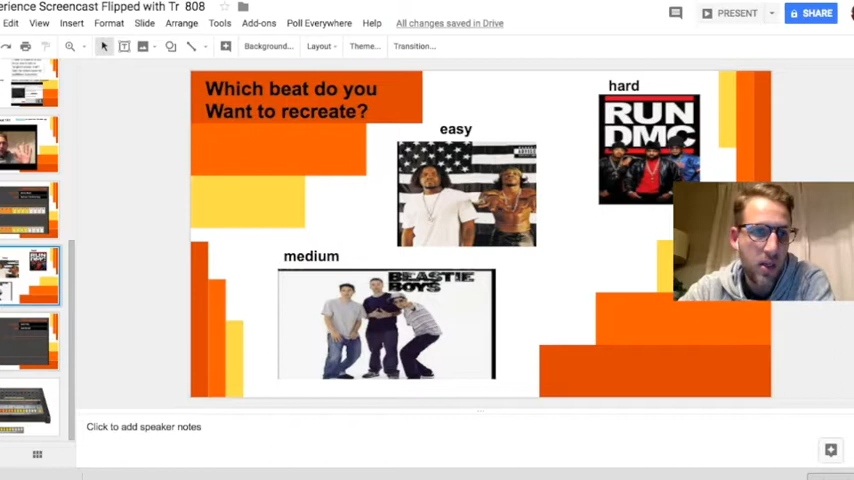 erience Screencast Flipped with Tr 808
Edit View Insert Format Slide Arrange Tools Add-ons Poll Everywhere Help All changes saved in Drive
PRESENT SHARE
Background... Layout Theme... Transition...
Which beat do you
Want to recreate?
hard
RUN
DMC
easy
medium
BEASTIE
BOYS
Click to add speaker notes